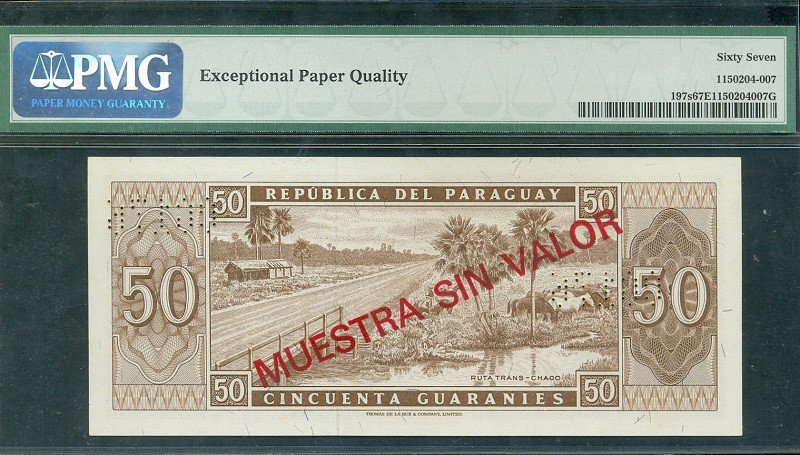 PMG
PAPER MONEY GUARANTY
Exceptional Paper Quality
Sixty Seven
1150204-007
197s67E1150204007G
50 REPÚBLICA DEL PARAGUAY 50
50 50
MUESTRA SIN VALOR
RUTA TRANS-CHACO
50 CINCUENTA GUARANIES 50
THOMAS DE LA RUE & COMPANY, LIMITED.